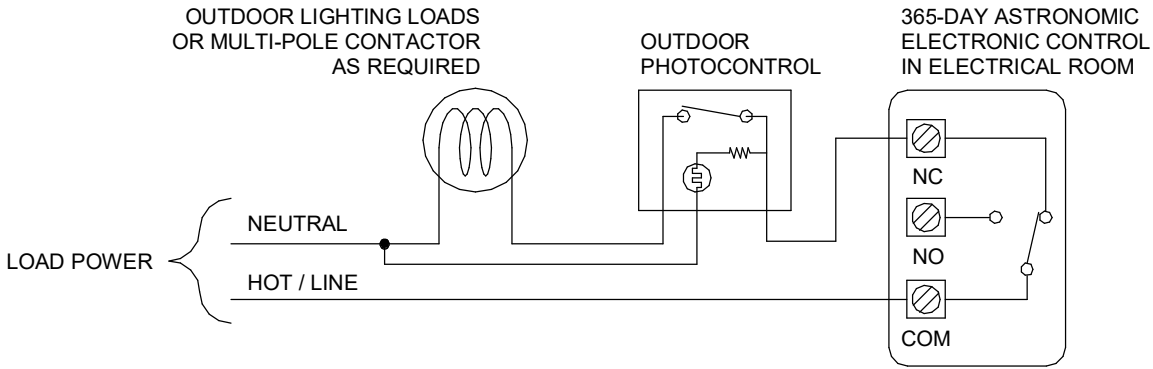 OUTDOOR LIGHTING LOADS
OR MULTI-POLE CONTACTOR
AS REQUIRED
OUTDOOR
PHOTOCONTROL
365-DAY ASTRONOMIC
ELECTRONIC CONTROL
IN ELECTRICAL ROOM
NC
NO
COM
LOAD POWER
NEUTRAL
HOT / LINE